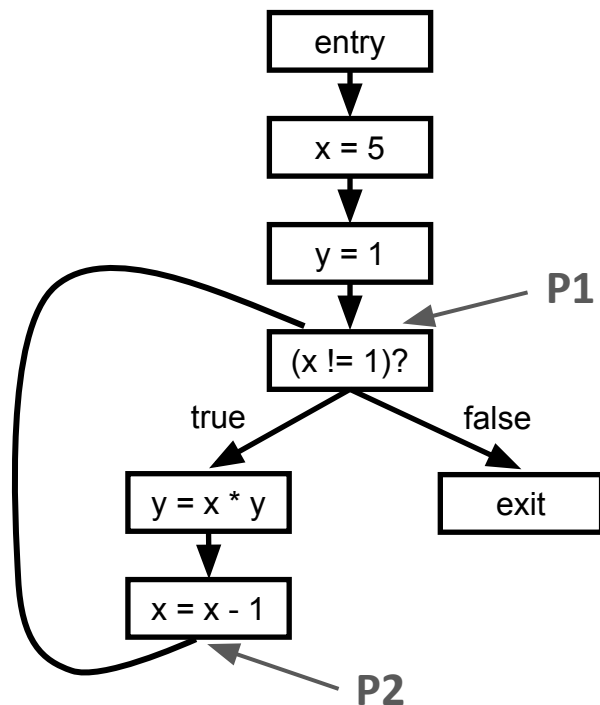 entry
x = 5
y = 1
P1
(x != 1)?
true
false
y = x * y
exit
x = x - 1
P2